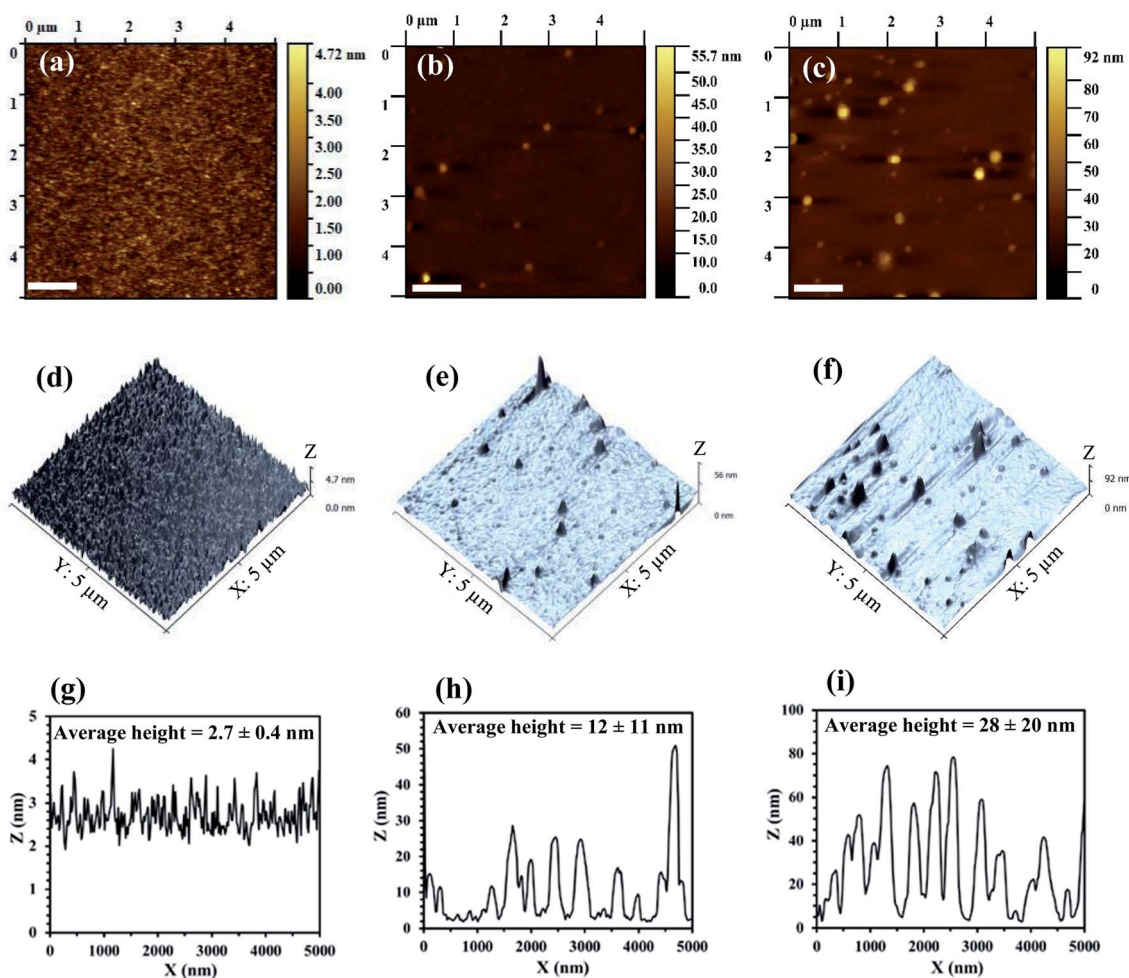 0 µm 1 2 3 4
0
1
2
3
4
(a)
4.72 nm
4.00
3.50
3.00
2.50
2.00
1.50
1.00
0.00
0 µm 1 2 3 4
0
1
2
3
4
(b)
55.7 nm
50.0
45.0
40.0
35.0
30.0
25.0
20.0
15.0
10.0
0.0
0 µm 1 2 3 4
0
1
2
3
4
(c)
92 nm
80
70
60
50
40
30
20
0
(d)
Z
4.7 nm
0.0 nm
Y: 5 µm
X: 5 µm
(e)
Z
56 nm
0 nm
Y: 5 µm
X: 5 µm
(f)
Z
92 nm
0 nm
Y: 5 µm
X: 5 µm
(g)
Average height = 2.7 ± 0.4 nm
5
4
3
2
1
0
Z (nm)
0 1000 2000 3000 4000 5000
X (nm)
(h)
Average height = 12 ± 11 nm
60
50
40
30
20
10
0
Z (nm)
0 1000 2000 3000 4000 5000
X (nm)
(i)
Average height = 28 ± 20 nm
100
80
60
40
20
0
Z (nm)
0 1000 2000 3000 4000 5000
X (nm)